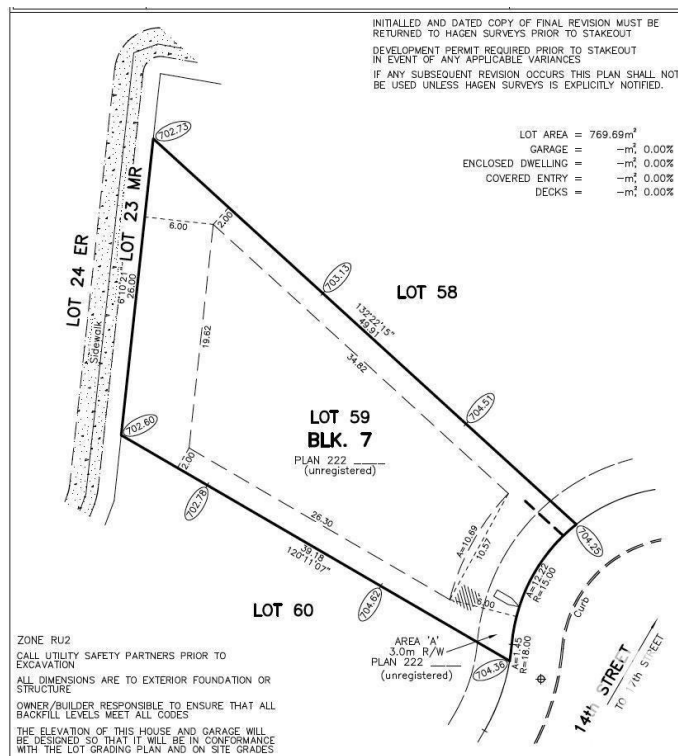 INITIALLED AND DATED COPY OF FINAL REVISION MUST BE
RETURNED TO HAGEN SURVEYS PRIOR TO STAKEOUT
DEVELOPMENT PERMIT REQUIRED PRIOR TO STAKEOUT
IN EVENT OF ANY APPLICABLE VARIANCES
IF ANY SUBSEQUENT REVISION OCCURS THIS PLAN SHALL NOT
BE USED UNLESS HAGEN SURVEYS IS EXPLICITLY NOTIFIED.
LOT AREA = 769.69m²
GARAGE = –m², 0.00%
ENCLOSED DWELLING = –m², 0.00%
COVERED ENTRY = –m², 0.00%
DECKS = –m², 0.00%
702.73
LOT 24 ER
Sidewalk
LOT 23 MR
6°10'21"
26.00
6.00
2.00
703.13
LOT 58
132°22'15"
49.91
34.82
19.62
704.51
LOT 59
BLK. 7
PLAN 222 ____
(unregistered)
702.60
2.00
702.78
26.30
39.18
120°11'07"
A=10.69
10.57
704.25
A=12.22
R=15.00
6.00
704.62
LOT 60
AREA 'A'
3.0m R/W
PLAN 222 ____
(unregistered)
A=1.45
R=18.00
704.36
Curb
14th STREET
TO 17th STREET
ZONE RU2
CALL UTILITY SAFETY PARTNERS PRIOR TO
EXCAVATION
ALL DIMENSIONS ARE TO EXTERIOR FOUNDATION OR
STRUCTURE
OWNER/BUILDER RESPONSIBLE TO ENSURE THAT ALL
BACKFILL LEVELS MEET ALL CODES
THE ELEVATION OF THIS HOUSE AND GARAGE WILL
BE DESIGNED SO THAT IT WILL BE IN CONFORMANCE
WITH THE LOT GRADING PLAN AND ON SITE GRADES